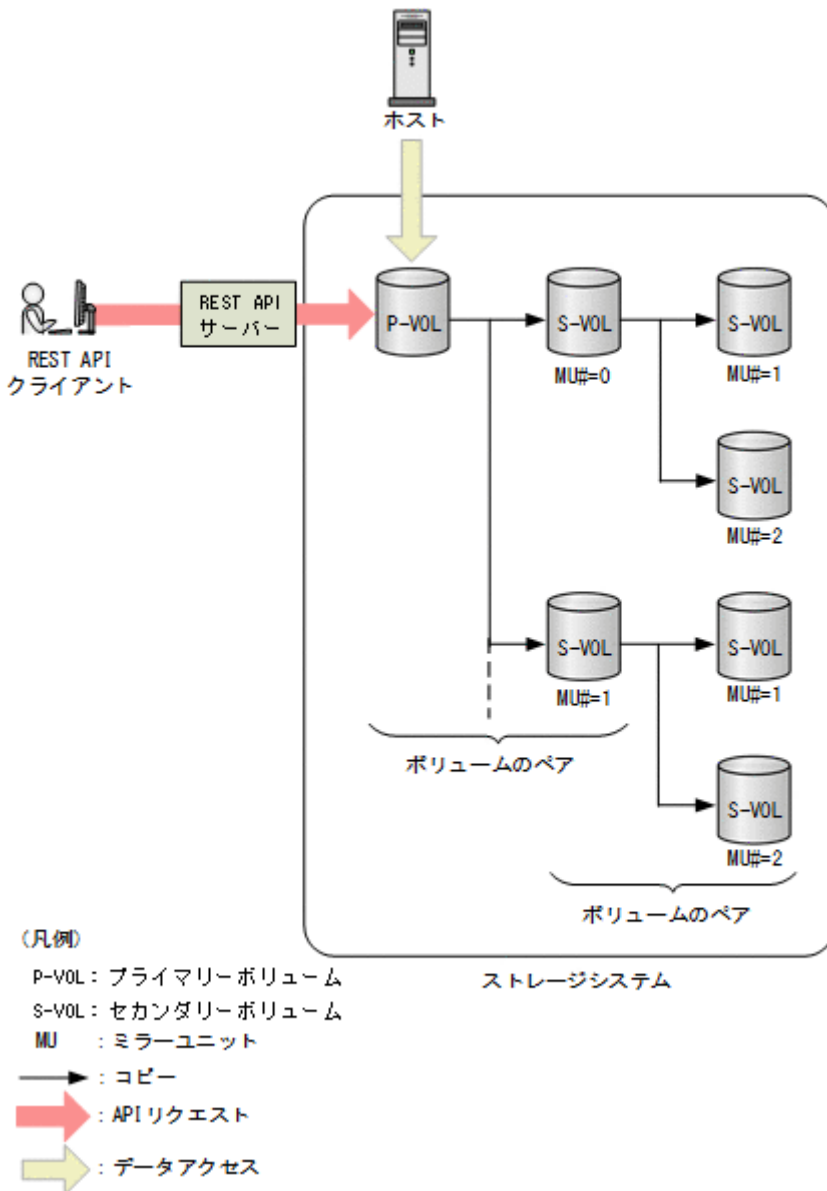 ホスト
REST API
サーバー
REST API
クライアント
P-VOL
S-VOL
MU#=0
S-VOL
MU#=1
S-VOL
MU#=2
S-VOL
MU#=1
S-VOL
MU#=1
S-VOL
MU#=2
ボリュームのペア
ボリュームのペア
ストレージシステム
(凡例)
P-VOL：プライマリーボリューム
S-VOL：セカンダリーボリューム
MU ：ミラーユニット
：コピー
：APIリクエスト
：データアクセス